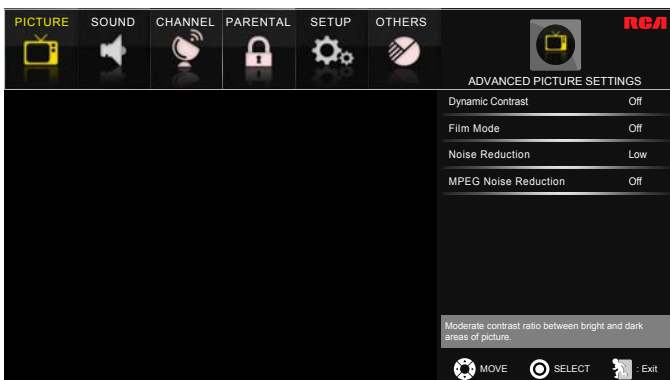 PICTURE SOUND CHANNEL PARENTAL SETUP OTHERS
RCA
ADVANCED PICTURE SETTINGS
Dynamic Contrast Off
Film Mode Off
Noise Reduction Low
MPEG Noise Reduction Off
Moderate contrast ratio between bright and dark
areas of picture.
MOVE SELECT : Exit